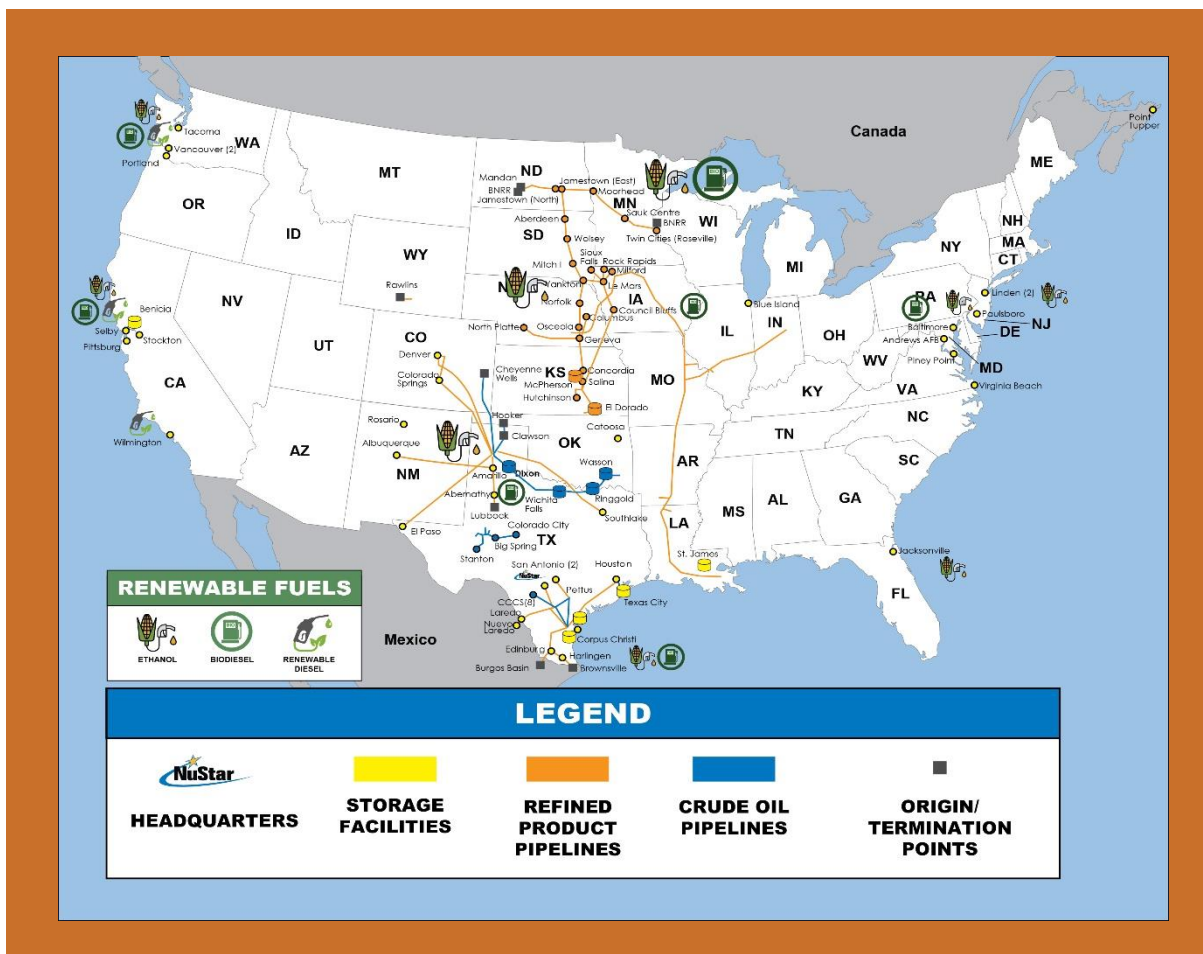 Canada
Point
Tupper
WA
Tacoma
Vancouver (2)
Portland
MT
ND
Mandan
BNRR
Jamestown (North)
Jamestown (East)
Moorhead
MN
Sauk Centre
BNRR
Twin Cities (Roseville)
WI
ME
OR
ID
WY
SD
Aberdeen
Wolsey
Mitch l
Sioux
Falls
Rock Rapids
Milford
MI
NY
NH
MA
CT
Rawlins
N
Yankton
Le Mars
IA
Norfolk
Council Bluffs
Columbus
North Platte
Osceola
Geneva
Blue Island
IL
IN
OH
PA
Linden (2)
Paulsboro
NJ
DE
Baltimore
Andrews AFB
MD
Piney Point
WV
VA
Virginia Beach
NV
UT
CO
Benicia
Selby
Stockton
Pittsburg
CA
Denver
Colorado
Springs
Cheyenne
Wells
KS
Concordia
Salina
McPherson
Hutchinson
El Dorado
MO
KY
NC
TN
SC
Wilmington
AZ
NM
Rosario
Albuquerque
Hooker
Clawson
OK
Catoosa
Wasson
AR
Amarillo
Dixon
Abernathy
Lubbock
Wichita
Falls
Ringgold
Southlake
MS
AL
GA
El Paso
Colorado City
Big Spring
Stanton
TX
LA
St. James
Jacksonville
FL
San Antonio (2)
NuStar
Pettus
Houston
Texas City
CCCS(8)
Laredo
Nuevo
Laredo
Corpus Christi
Edinburg
Harlingen
Burgos Basin
Brownsville
Mexico
RENEWABLE FUELS
ETHANOL
BIODIESEL
RENEWABLE
DIESEL
LEGEND
NuStar
HEADQUARTERS
STORAGE
FACILITIES
REFINED
PRODUCT
PIPELINES
CRUDE OIL
PIPELINES
ORIGIN/
TERMINATION
POINTS